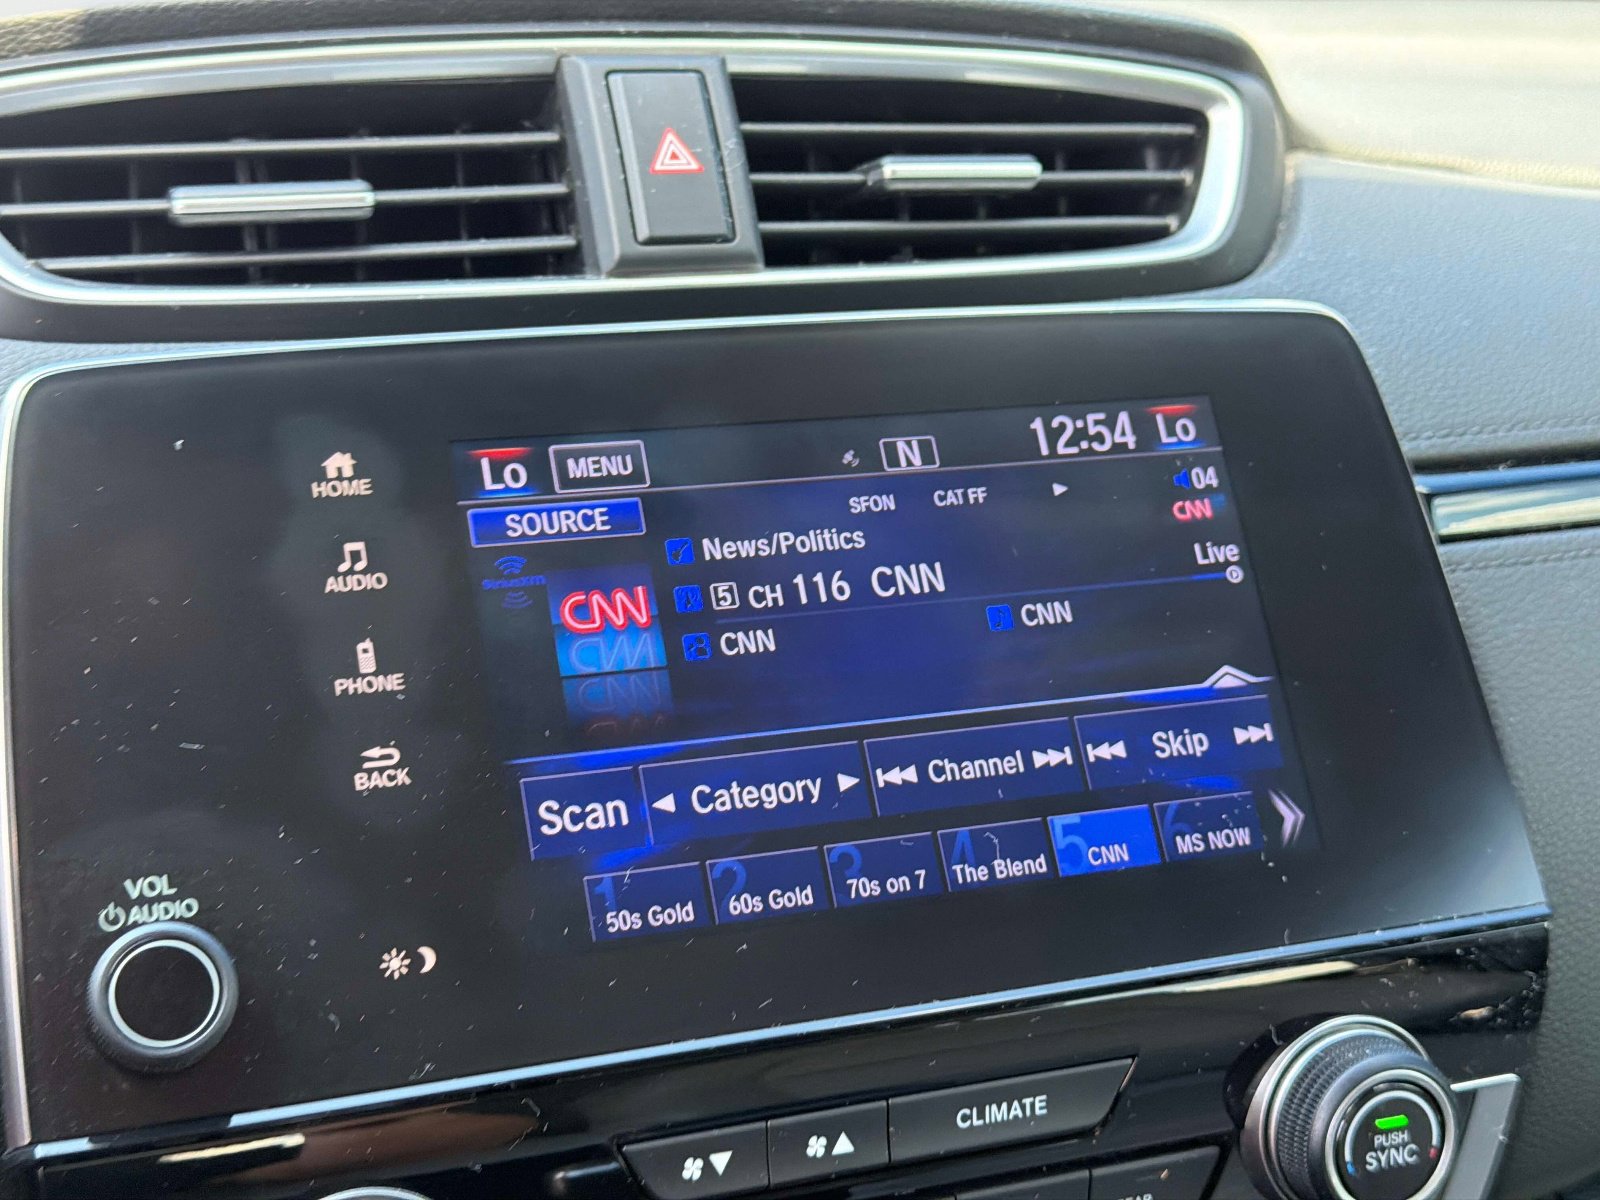 Lo MENU N 12:54 Lo
SOURCE SFON CAT FF 04
CNN
HOME
AUDIO
PHONE
BACK
VOL
AUDIO
siriusxm
CNN
News/Politics
Live
5 CH 116 CNN
CNN CNN
Scan Category Channel Skip
1 50s Gold
2 60s Gold
3 70s on 7
4 The Blend
5 CNN
6 MS NOW
CLIMATE
PUSH
SYNC